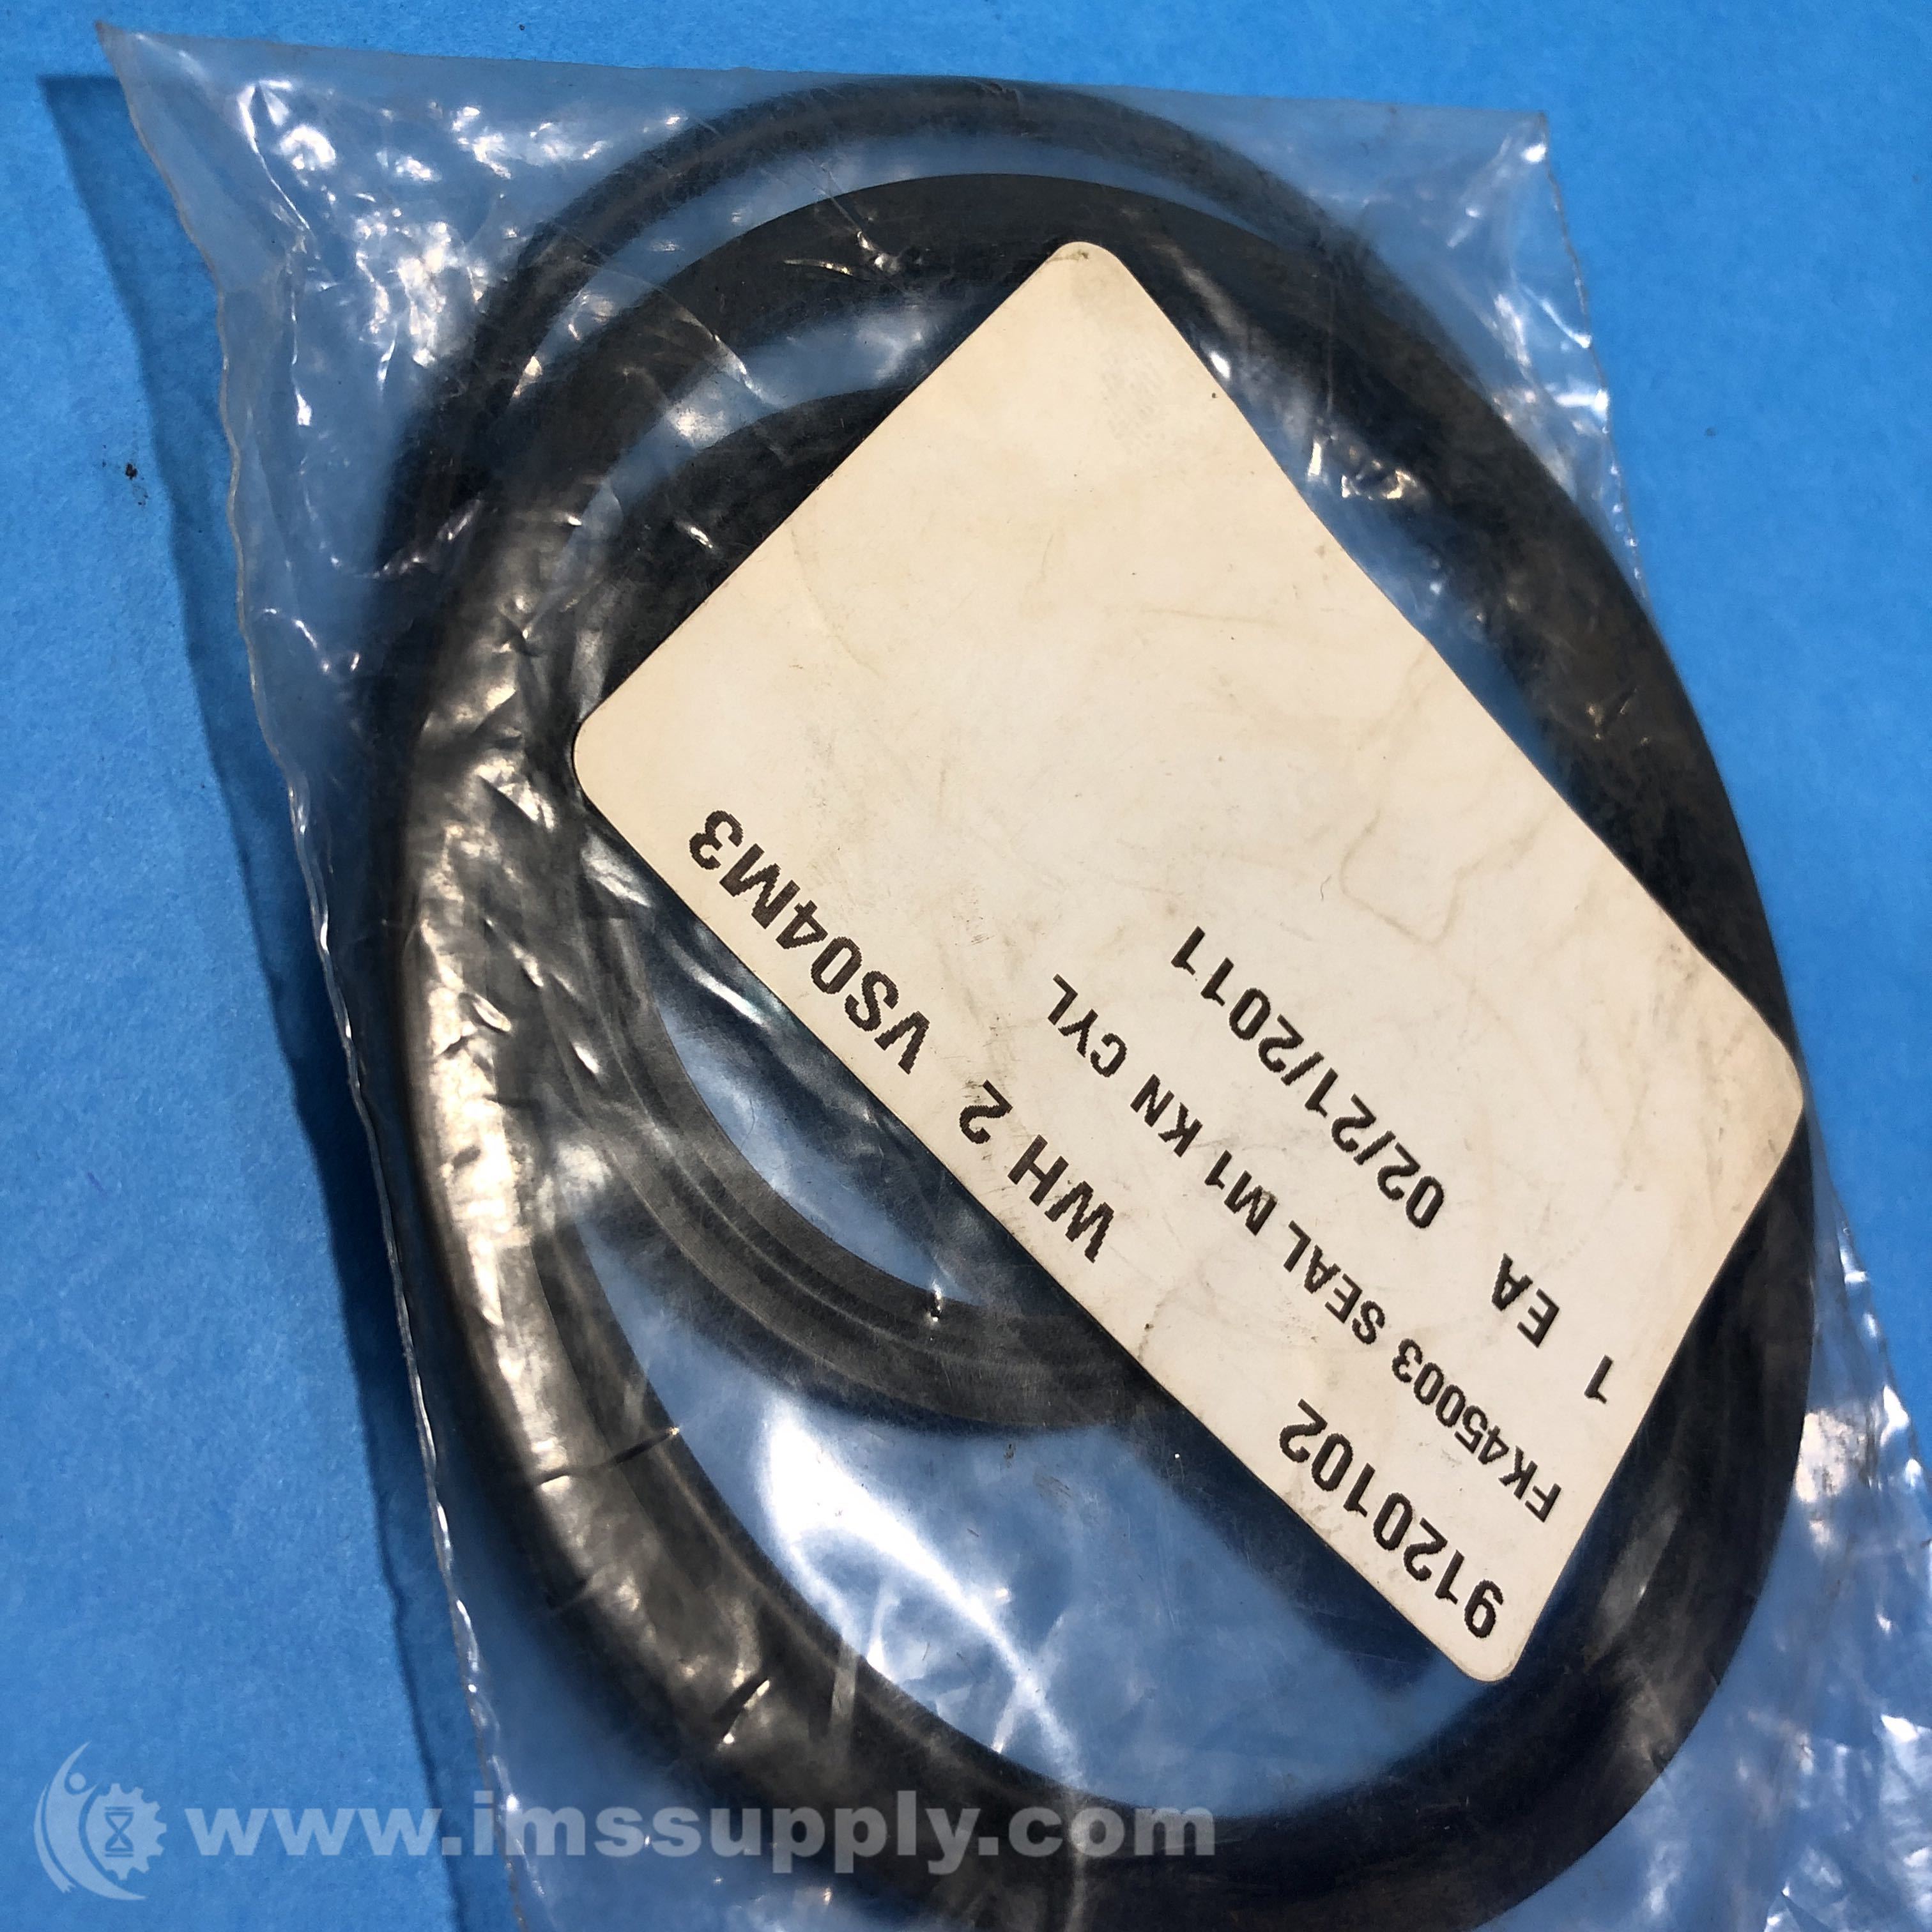 9120102 WH 2 VS04M3
FK45003 SEAL M1 KN CYL
1 EA 02/21/2011
www.imssupply.com